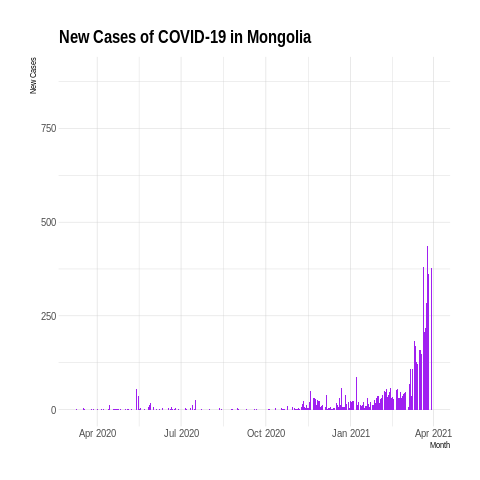 New Cases of COVID-19 in Mongolia
New Cases
750
500
250
0
Apr 2020
Jul 2020
Oct 2020
Jan 2021
Apr 2021
Month